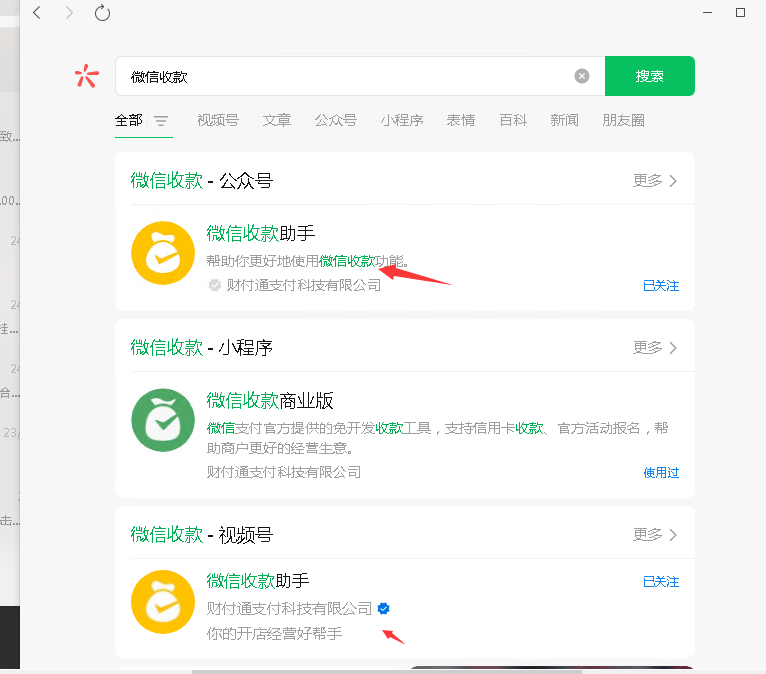 微信收款
搜索
全部 视频号 文章 公众号 小程序 表情 百科 新闻 朋友圈
微信收款 - 公众号
更多
微信收款助手
帮助你更好地使用微信收款功能。
财付通支付科技有限公司
已关注
微信收款 - 小程序
更多
微信收款商业版
微信支付官方提供的免开发收款工具，支持信用卡收款、官方活动报名，帮
助商户更好的经营生意。
财付通支付科技有限公司
使用过
微信收款 - 视频号
更多
微信收款助手
已关注
财付通支付科技有限公司
你的开店经营好帮手
致...
,00..
24
24
挂...
24
合...
23/
击...